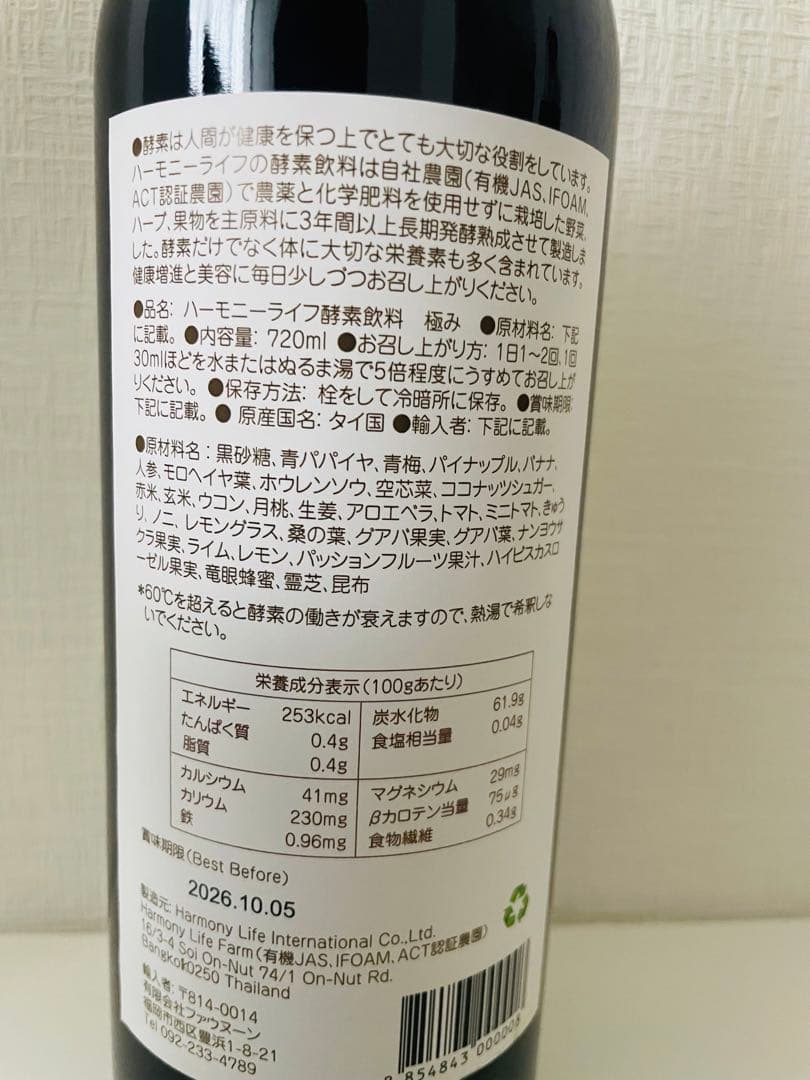 ●酵素は人間が健康を保つ上でとても大切な役割をしています。
ハーモニーライフの酵素飲料は自社農園(有機JAS、IFOAM、
ACT認証農園)で農薬と化学肥料を使用せずに栽培した野菜、
ハーブ、果物を主原料に3年間以上長期発酵熟成させて製造しま
した。酵素だけでなく体に大切な栄養素も多く含まれています。
健康増進と美容に毎日少しづつお召し上がりください。
●品名: ハーモニーライフ酵素飲料 極み ●原材料名: 下記
に記載。 ●内容量: 720ml ●お召し上がり方: 1日1~2回、1回
30mlほどを水またはぬるま湯で5倍程度にうすめてお召し上が
りください。 ●保存方法: 栓をして冷暗所に保存。 ●賞味期限:
下記に記載。 ● 原産国名: タイ国 ●輸入者: 下記に記載。
●原材料名:黒砂糖、青パパイヤ、青梅、パイナップル、バナナ、
人参、モロヘイヤ葉、ホウレンソウ、空芯菜、ココナッツシュガー、
赤米、玄米、ウコン、月桃、生姜、アロエベラ、トマト、ミニトマト、きゅう
り、ノニ、レモングラス、桑の葉、グアバ果実、グアバ葉、ナンヨウサ
クラ果実、ライム、レモン、パッションフルーツ果汁、ハイビスカスロ
ーゼル果実、竜眼蜂蜜、霊芝、昆布
*60℃を超えると酵素の働きが衰えますので、熱湯で希釈しな
いでください。
栄養成分表示(100gあたり)
エネルギー 253kcal
たんぱく質 0.4g
脂質 0.4g
炭水化物 61.9g
食塩相当量 0.04g
カルシウム 41mg
カリウム 230mg
鉄 0.96mg
マグネシウム 29mg
βカロテン当量 75μg
食物繊維 0.34g
賞味期限(Best Before)
2026.10.05
製造元: Harmony Life International Co.,Ltd.
Harmony Life Farm(有機JAS、IFOAM、ACT認証農園)
16/3-4 Soi On-Nut 74/1 On-Nut Rd.
Bangkok10250 Thailand
輸入者: 〒814-0014
有限会社ファウヌーン
福岡市西区豊浜1-8-21
Tel 092-233-4789
8 854843 000008